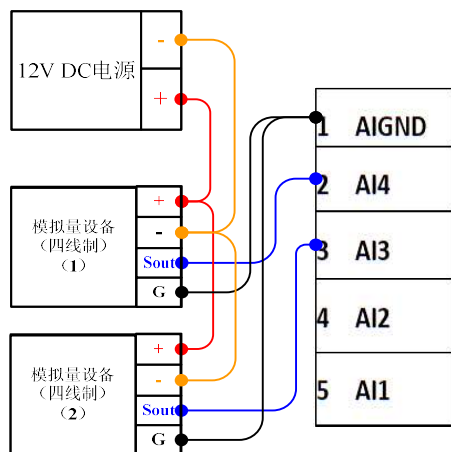 12V DC电源
-
+
模拟量设备
（四线制）
（1）
+
-
Sout
G
模拟量设备
（四线制）
（2）
+
-
Sout
G
1 AIGND
2 AI4
3 AI3
4 AI2
5 AI1